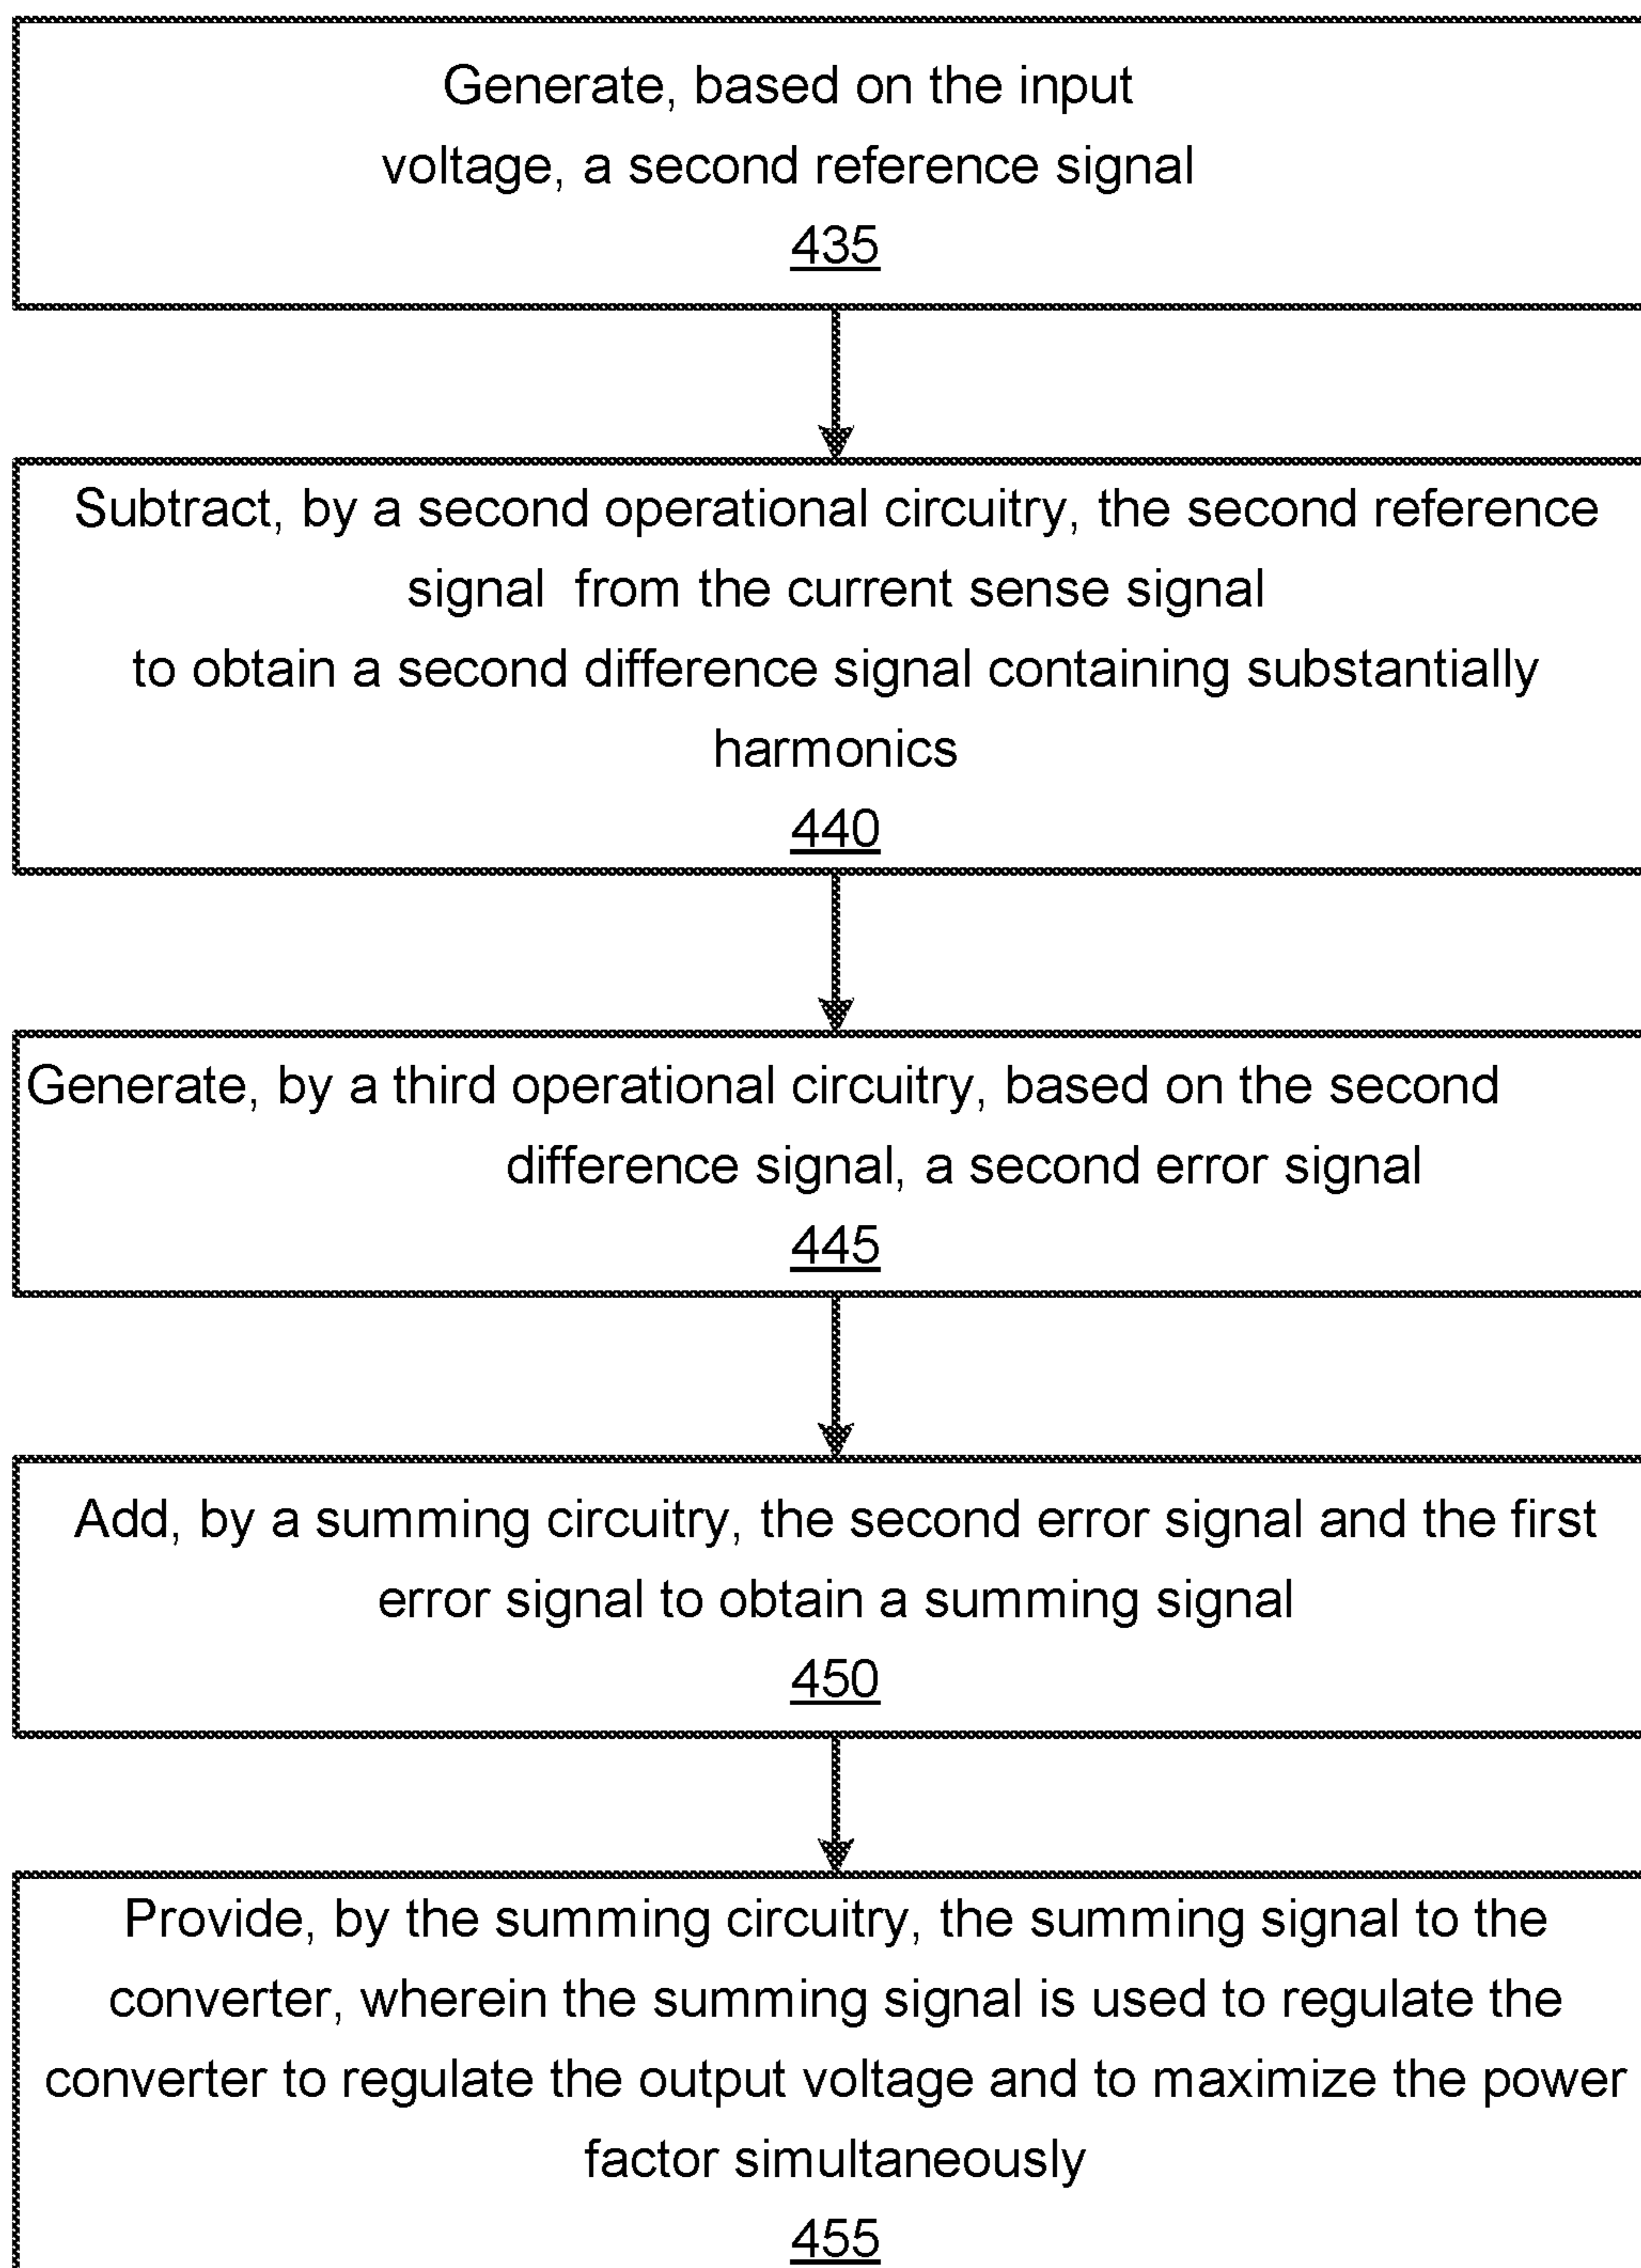 Generate, based on the input
voltage, a second reference signal
435
Subtract, by a second operational circuitry, the second reference
signal from the current sense signal
to obtain a second difference signal containing substantially
harmonics
440
Generate, by a third operational circuitry, based on the second
difference signal, a second error signal
445
Add, by a summing circuitry, the second error signal and the first
error signal to obtain a summing signal
450
Provide, by the summing circuitry, the summing signal to the
converter, wherein the summing signal is used to regulate the
converter to regulate the output voltage and to maximize the power
factor simultaneously
455